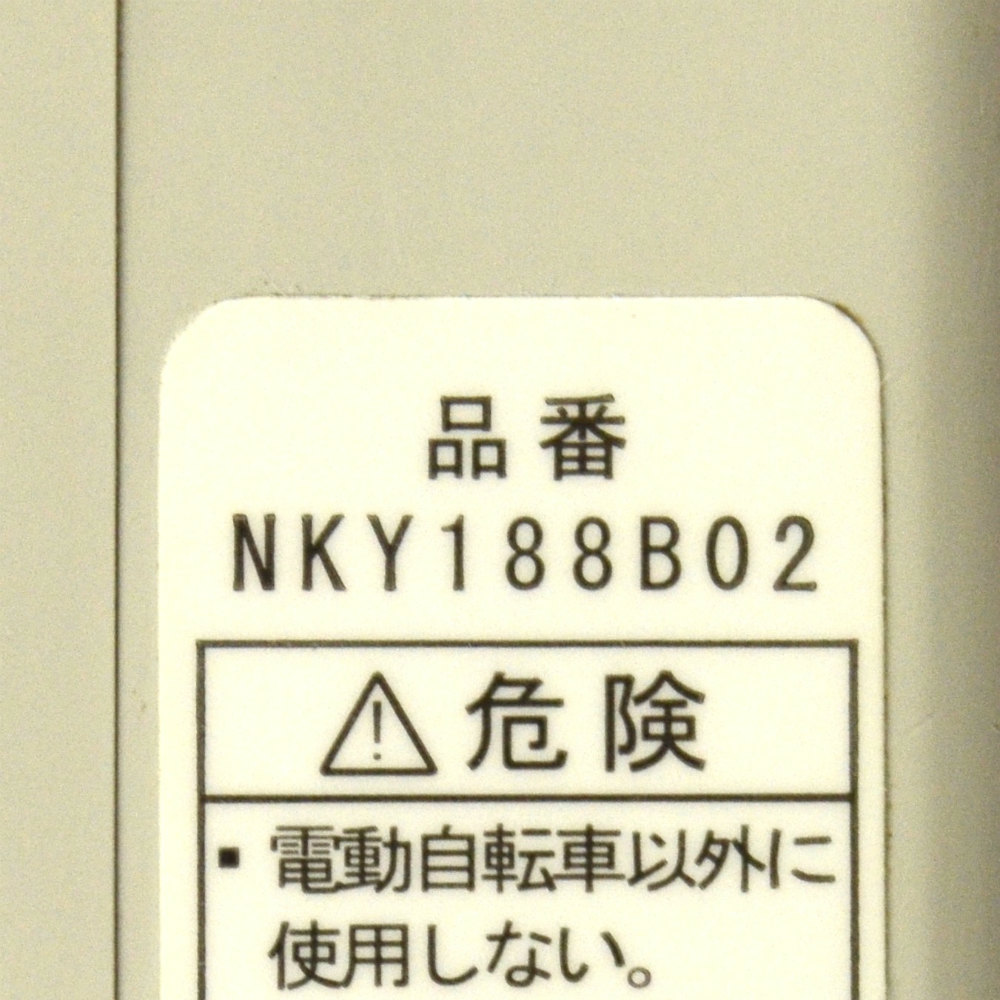 品番
NKY188B02
⚠危険
▪電動自転車以外に
使用しない。